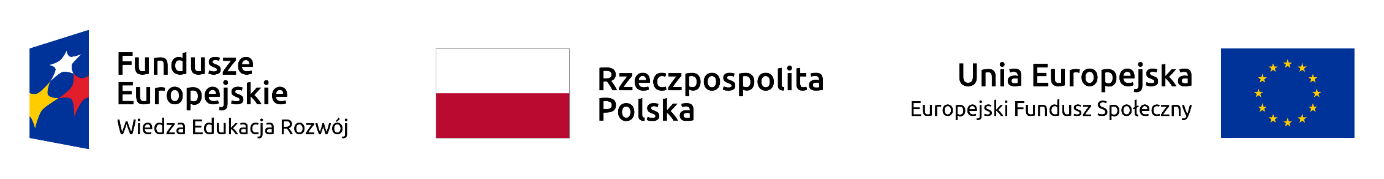 Fundusze
Europejskie
Wiedza Edukacja Rozwój
Rzeczpospolita
Polska
Unia Europejska
Europejski Fundusz Społeczny